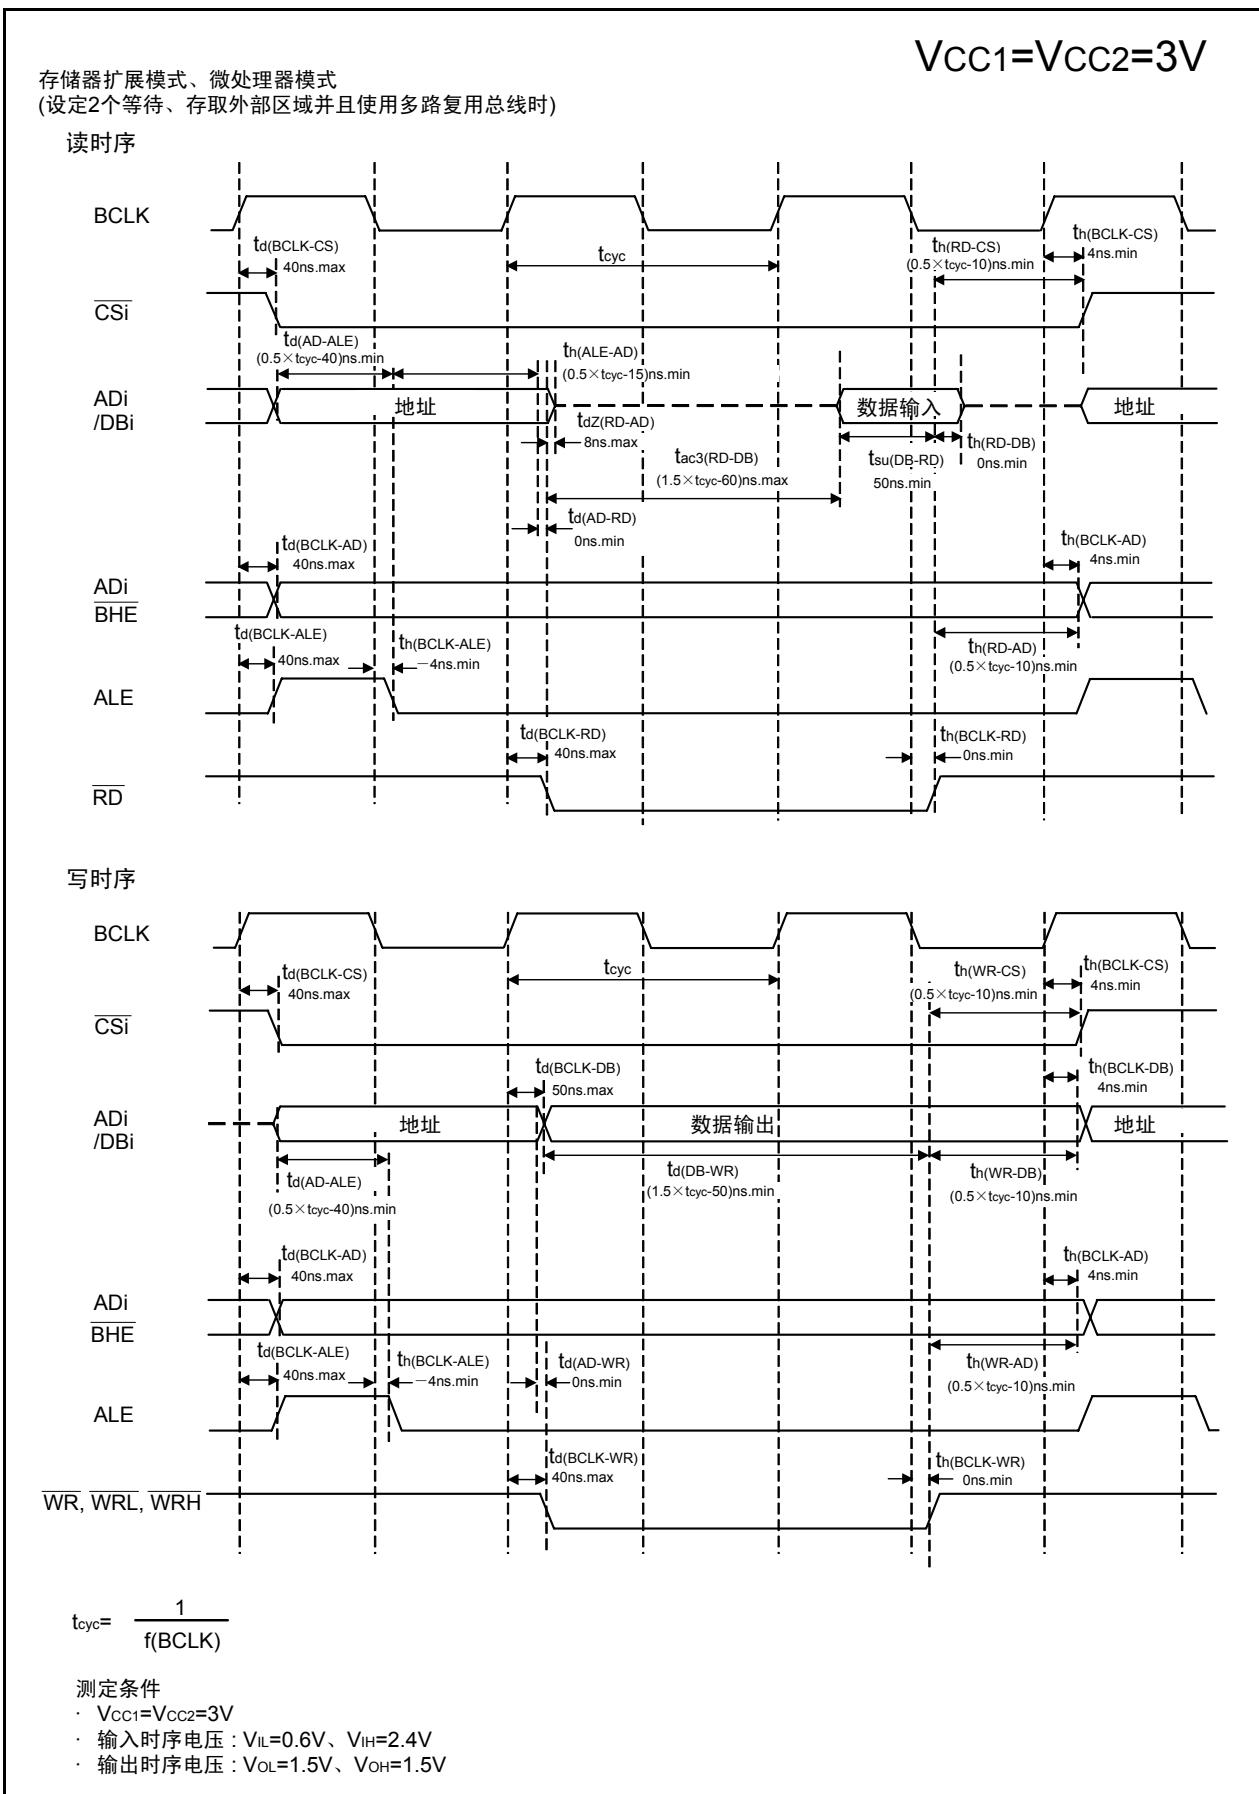 VCC1=VCC2=3V
存储器扩展模式、微处理器模式
(设定2个等待、存取外部区域并且使用多路复用总线时)
读时序
BCLK
td(BCLK-CS)
40ns.max
tcyc
th(RD-CS)
(0.5×tcyc-10)ns.min
th(BCLK-CS)
4ns.min
CSi
td(AD-ALE)
(0.5×tcyc-40)ns.min
th(ALE-AD)
(0.5×tcyc-15)ns.min
ADi
/DBi
地址
数据输入
地址
tdZ(RD-AD)
8ns.max
tac3(RD-DB)
(1.5×tcyc-60)ns.max
tsu(DB-RD)
50ns.min
th(RD-DB)
0ns.min
td(AD-RD)
0ns.min
td(BCLK-AD)
40ns.max
th(BCLK-AD)
4ns.min
ADi
BHE
td(BCLK-ALE)
40ns.max
th(BCLK-ALE)
－4ns.min
th(RD-AD)
(0.5×tcyc-10)ns.min
ALE
td(BCLK-RD)
40ns.max
th(BCLK-RD)
0ns.min
RD
写时序
BCLK
td(BCLK-CS)
40ns.max
tcyc
th(WR-CS)
(0.5×tcyc-10)ns.min
th(BCLK-CS)
4ns.min
CSi
td(BCLK-DB)
50ns.max
th(BCLK-DB)
4ns.min
ADi
/DBi
地址
数据输出
地址
td(AD-ALE)
(0.5×tcyc-40)ns.min
td(DB-WR)
(1.5×tcyc-50)ns.min
th(WR-DB)
(0.5×tcyc-10)ns.min
td(BCLK-AD)
40ns.max
th(BCLK-AD)
4ns.min
ADi
BHE
td(BCLK-ALE)
40ns.max
th(BCLK-ALE)
－4ns.min
td(AD-WR)
0ns.min
th(WR-AD)
(0.5×tcyc-10)ns.min
ALE
td(BCLK-WR)
40ns.max
th(BCLK-WR)
0ns.min
WR, WRL, WRH
tcyc= 1
f(BCLK)
测定条件
· VCC1=VCC2=3V
· 输入时序电压 : VIL=0.6V、VIH=2.4V
· 输出时序电压 : VOL=1.5V、VOH=1.5V